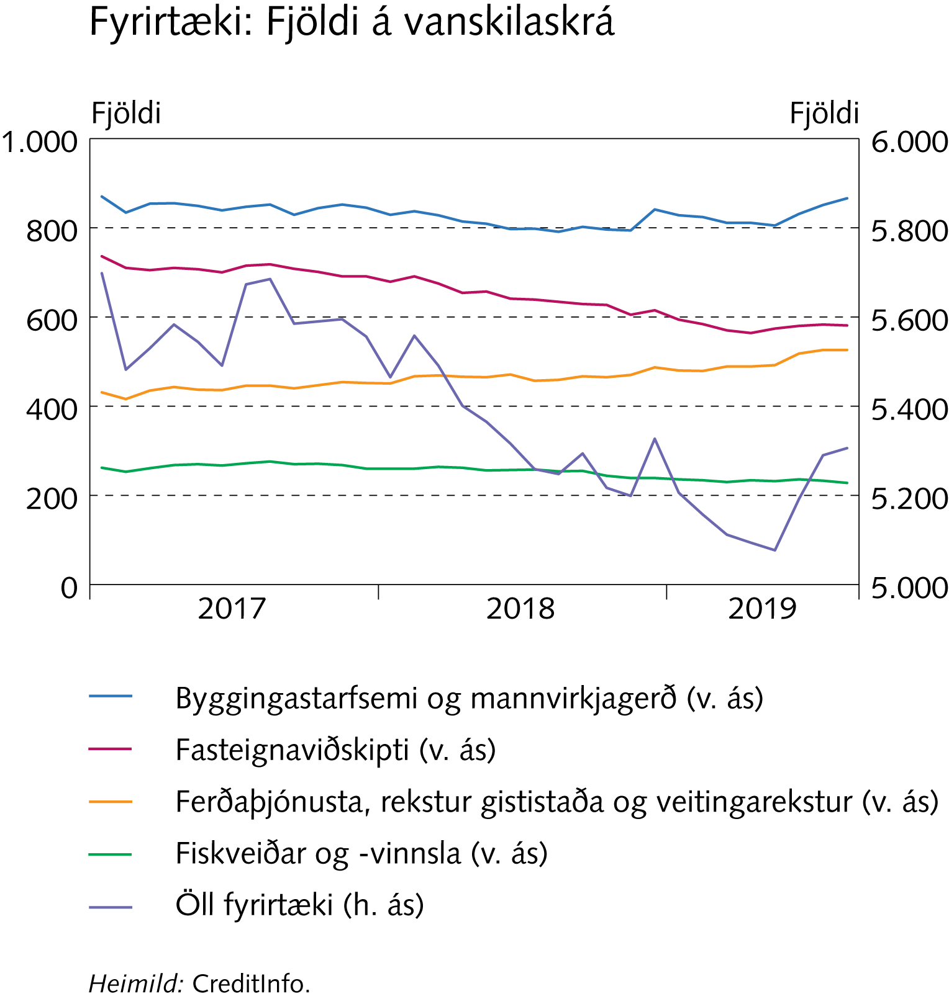 Fyrirtæki: Fjöldi á vanskilaskrá
Fjöldi Fjöldi
1.000 6.000
800 5.800
600 5.600
400 5.400
200 5.200
0 5.000
2017 2018 2019
Byggingastarfsemi og mannvirkjagerð (v. ás)
Fasteignaviðskipti (v. ás)
Ferðaþjónusta, rekstur gististaða og veitingarekstur (v. ás)
Fiskveiðar og -vinnsla (v. ás)
Öll fyrirtæki (h. ás)
Heimild: CreditInfo.